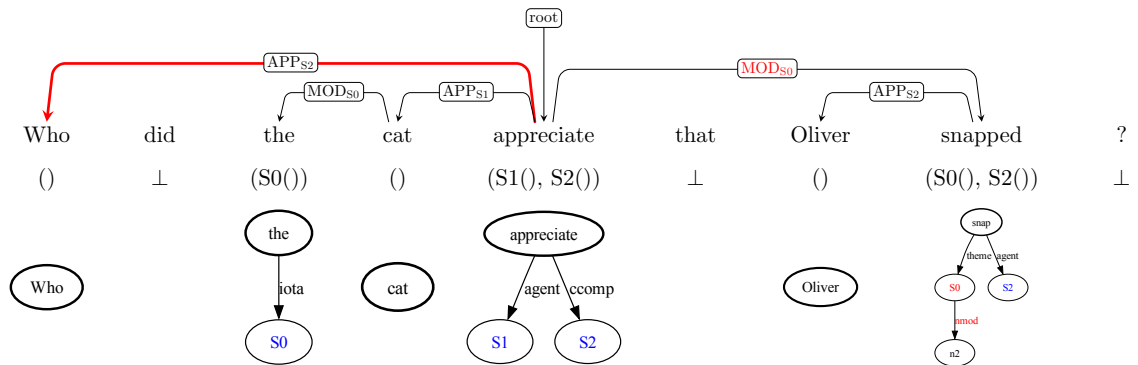 root
APP_S2
MOD_S0
MOD_S0
APP_S1
APP_S2
Who did the cat appreciate that Oliver snapped ?
() ⊥ (S0()) () (S1(), S2()) ⊥ () (S0(), S2()) ⊥
the
appreciate
snap
iota
agent
ccomp
theme
agent
Who
cat
Oliver
S0
S2
nmod
S0
S1
S2
n2